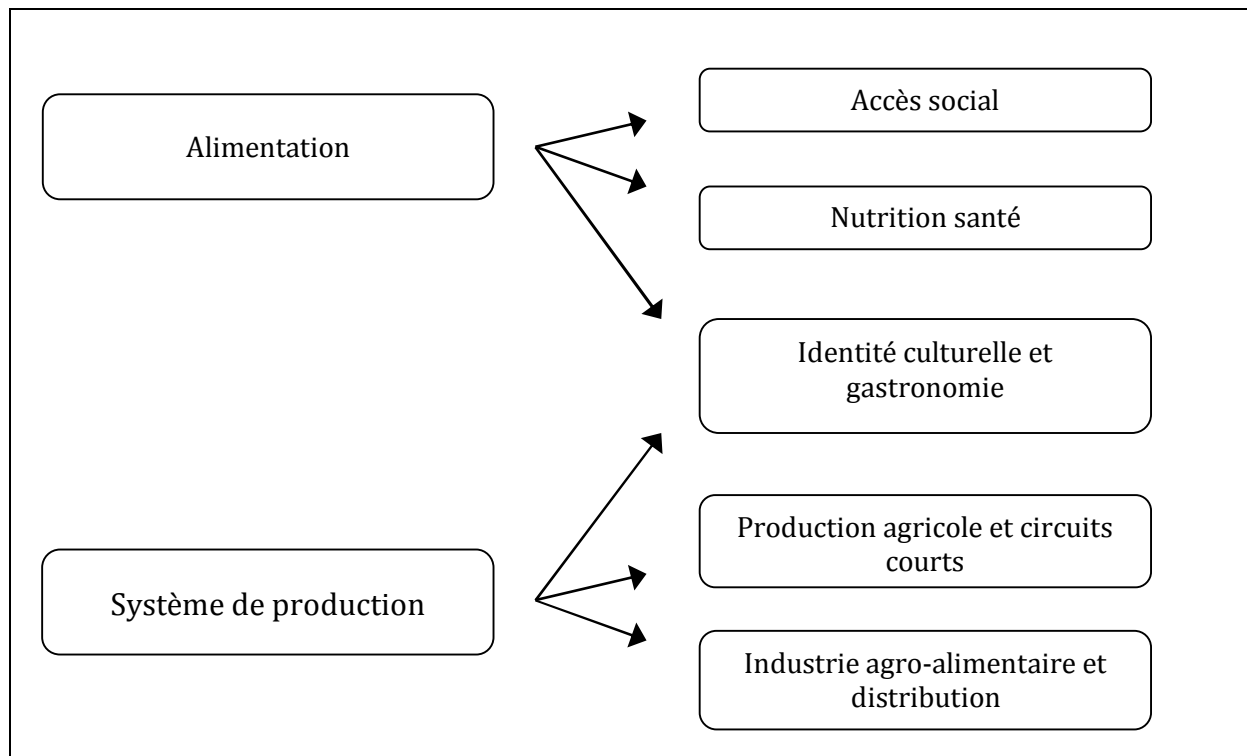 Alimentation
Accès social
Nutrition santé
Identité culturelle et
gastronomie
Système de production
Production agricole et circuits
courts
Industrie agro-alimentaire et
distribution